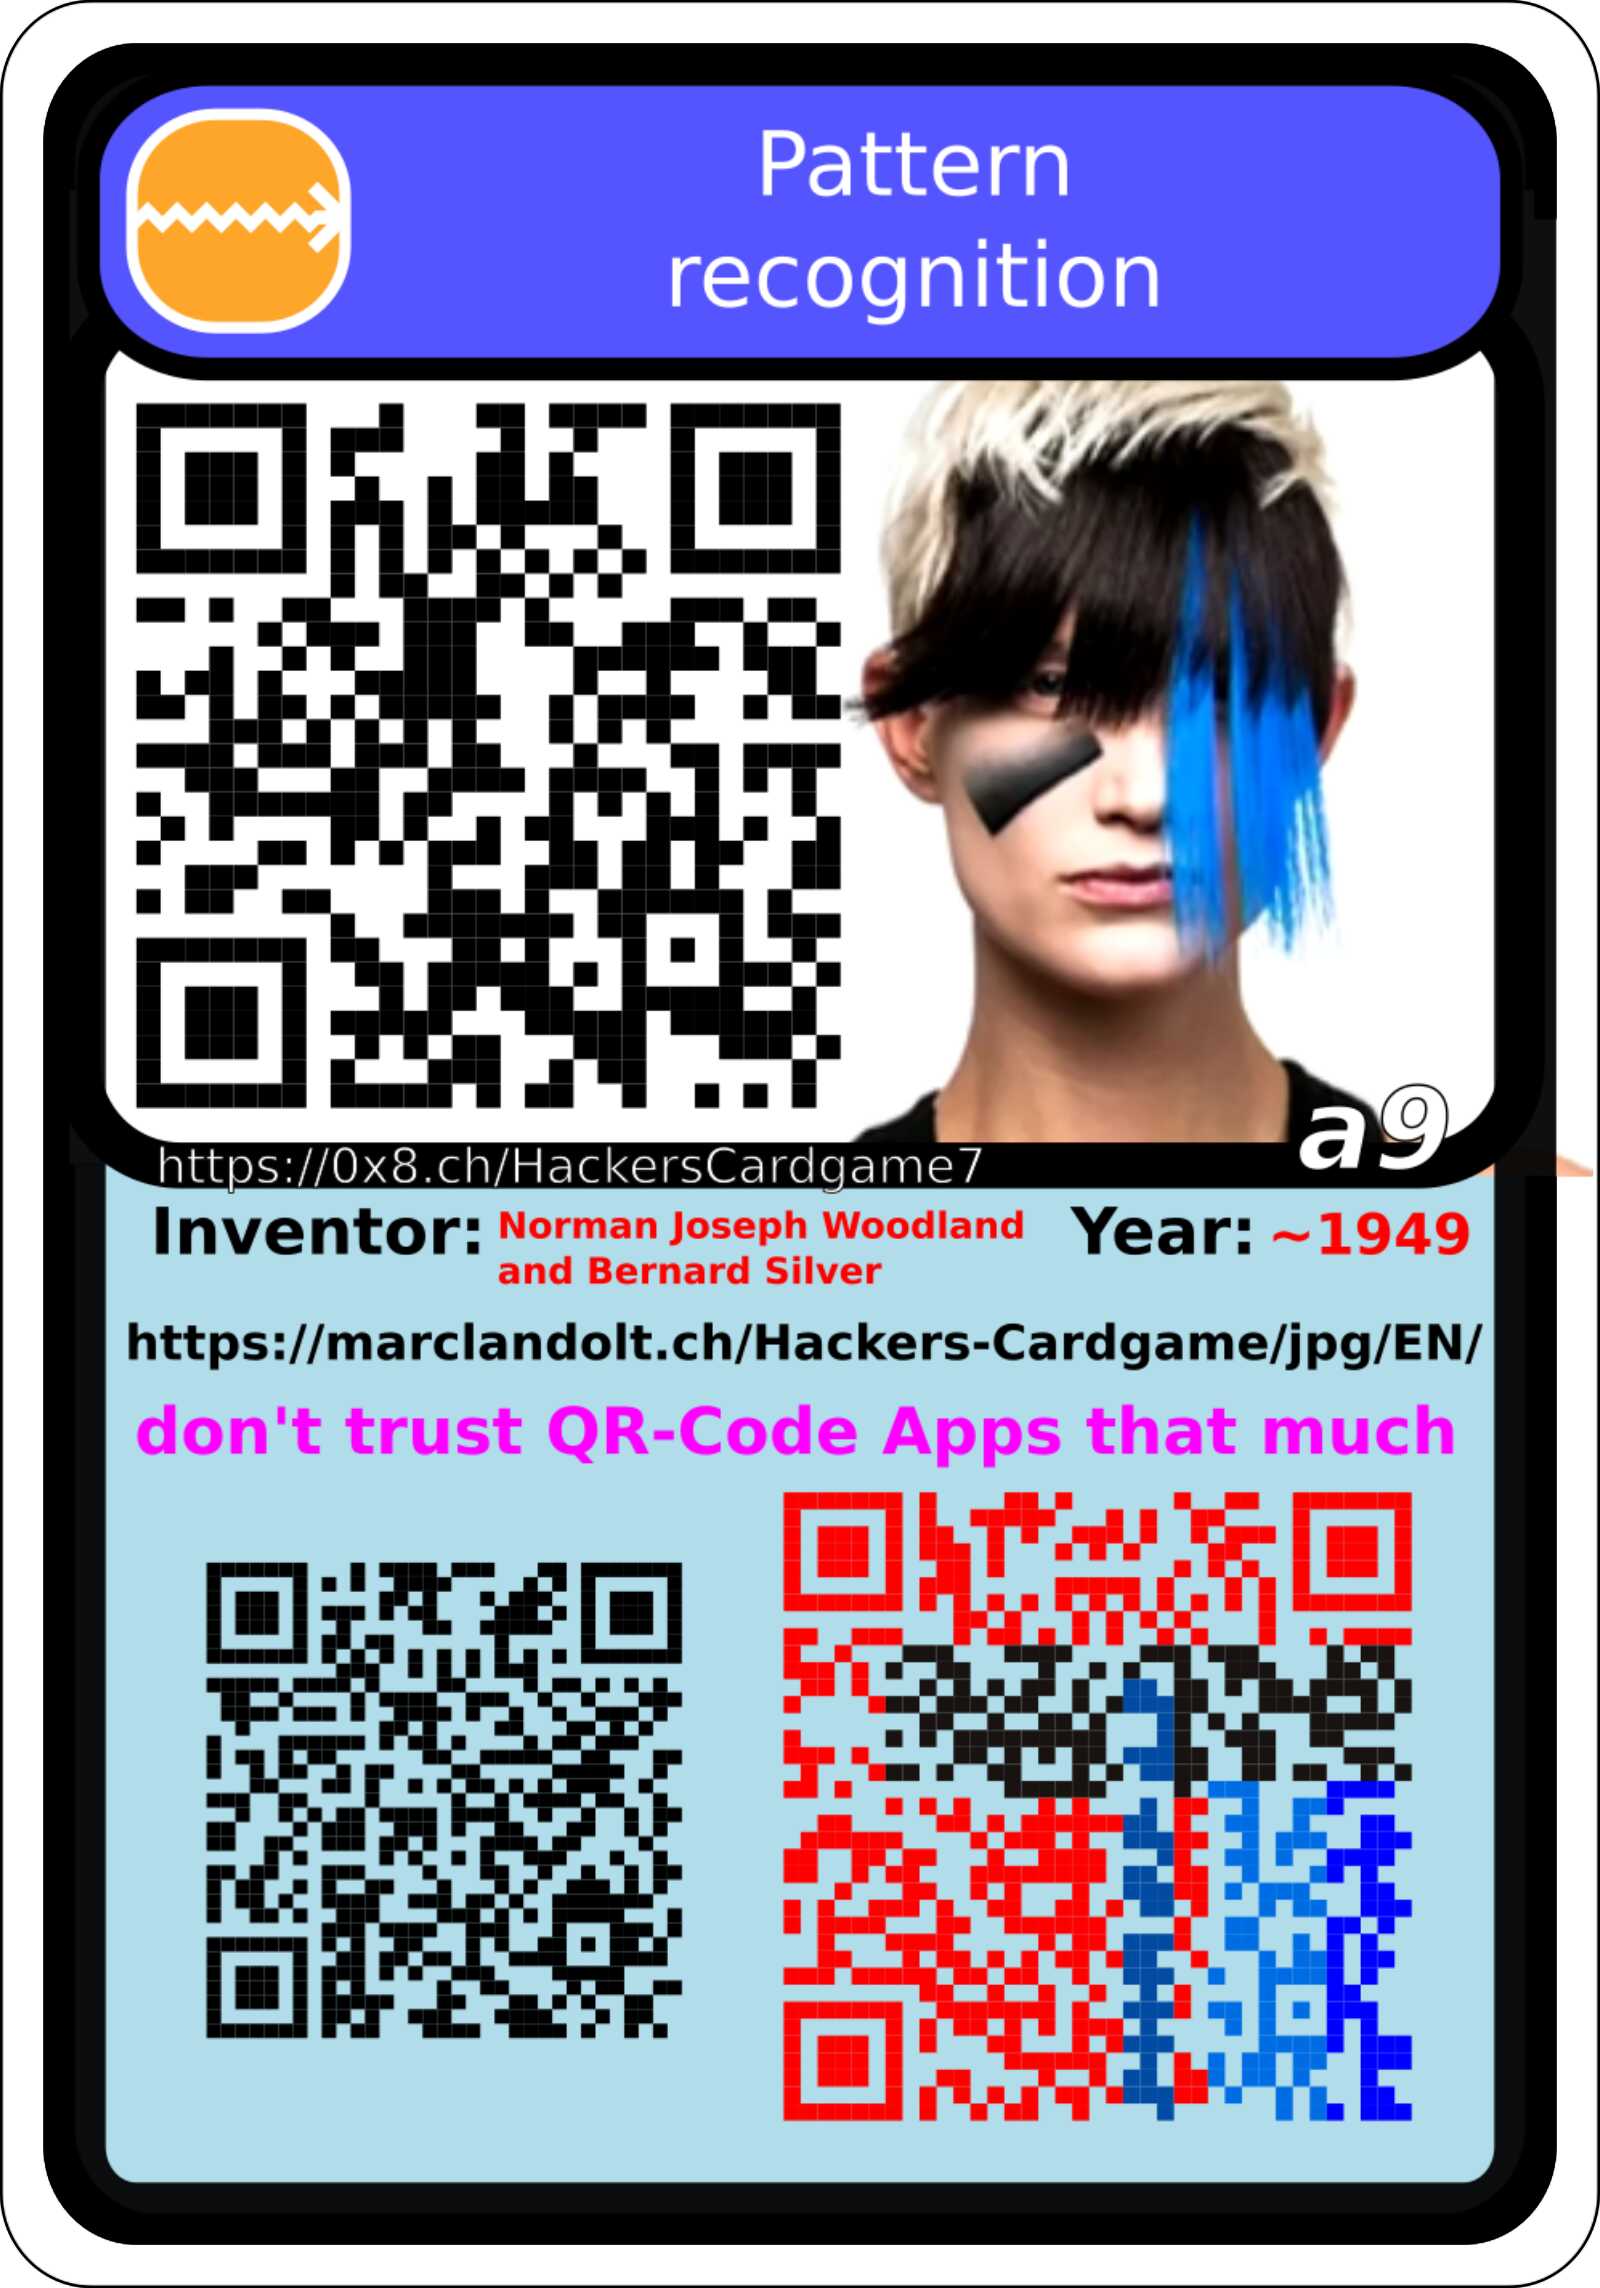 Pattern
recognition
a9
https://0x8.ch/HackersCardgame7
Inventor: Norman Joseph Woodland
and Bernard Silver
Year: ~1949
https://marclandolt.ch/Hackers-Cardgame/jpg/EN/
don't trust QR-Code Apps that much